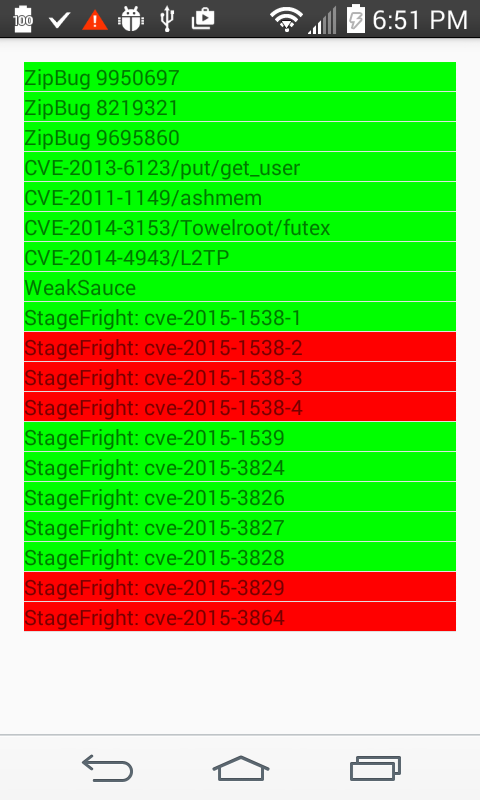 100 6:51 PM
ZipBug 9950697
ZipBug 8219321
ZipBug 9695860
CVE-2013-6123/put/get_user
CVE-2011-1149/ashmem
CVE-2014-3153/Towelroot/futex
CVE-2014-4943/L2TP
WeakSauce
StageFright: cve-2015-1538-1
StageFright: cve-2015-1538-2
StageFright: cve-2015-1538-3
StageFright: cve-2015-1538-4
StageFright: cve-2015-1539
StageFright: cve-2015-3824
StageFright: cve-2015-3826
StageFright: cve-2015-3827
StageFright: cve-2015-3828
StageFright: cve-2015-3829
StageFright: cve-2015-3864